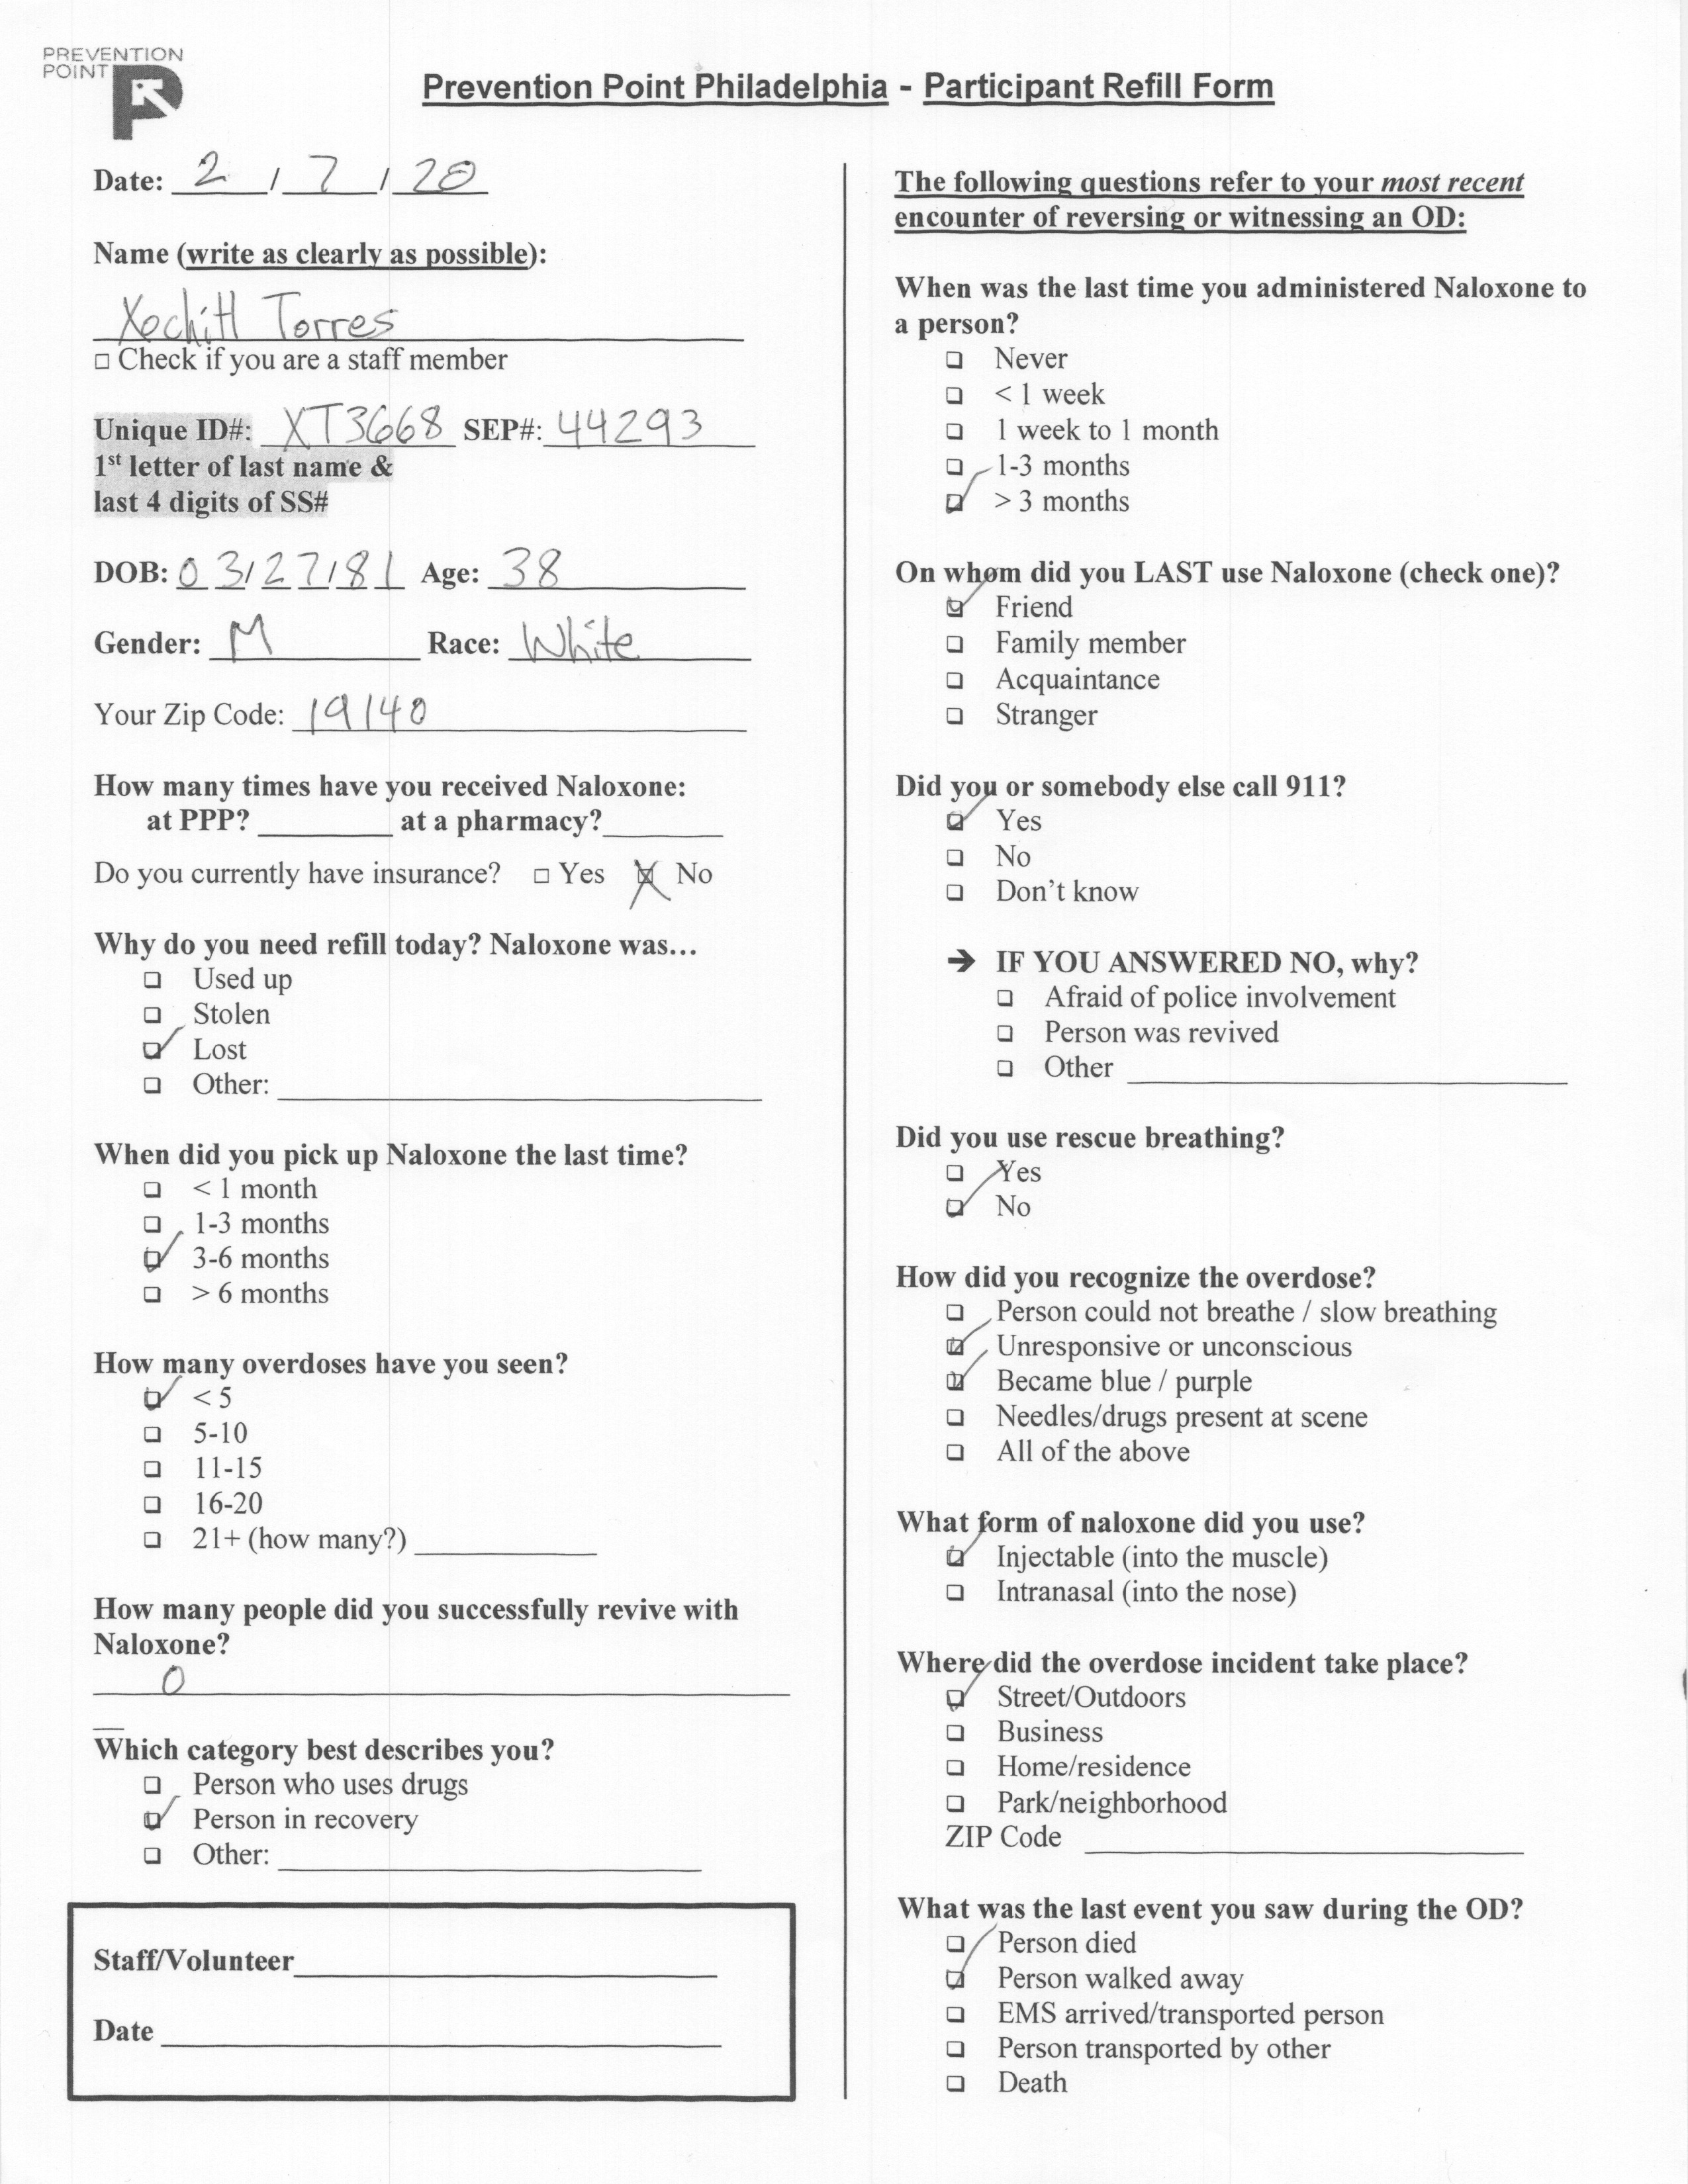 PREVENTION
POINT
Prevention Point Philadelphia - Participant Refill Form
Date: 2 / 7 / 20
Name (write as clearly as possible):
Xochitl Torres
□ Check if you are a staff member
Unique ID#: XT3668 SEP#: 44293
1st letter of last name &
last 4 digits of SS#
DOB: 03/27/81 Age: 38
Gender: M Race: White
Your Zip Code: 19140
How many times have you received Naloxone:
at PPP? ________ at a pharmacy? ________
Do you currently have insurance? □ Yes ☒ No
Why do you need refill today? Naloxone was...
□ Used up
□ Stolen
☑ Lost
□ Other: ________
When did you pick up Naloxone the last time?
□ < 1 month
□ 1-3 months
☑ 3-6 months
□ > 6 months
How many overdoses have you seen?
☑ < 5
□ 5-10
□ 11-15
□ 16-20
□ 21+ (how many?) ________
How many people did you successfully revive with
Naloxone?
0
Which category best describes you?
□ Person who uses drugs
☑ Person in recovery
□ Other: ________
Staff/Volunteer ________
Date ________
The following questions refer to your most recent
encounter of reversing or witnessing an OD:
When was the last time you administered Naloxone to
a person?
□ Never
□ < 1 week
□ 1 week to 1 month
□ 1-3 months
☑ > 3 months
On whom did you LAST use Naloxone (check one)?
☑ Friend
□ Family member
□ Acquaintance
□ Stranger
Did you or somebody else call 911?
☑ Yes
□ No
□ Don't know
➔ IF YOU ANSWERED NO, why?
□ Afraid of police involvement
□ Person was revived
□ Other ________
Did you use rescue breathing?
□ Yes
☑ No
How did you recognize the overdose?
□ Person could not breathe / slow breathing
☑ Unresponsive or unconscious
☑ Became blue / purple
□ Needles/drugs present at scene
□ All of the above
What form of naloxone did you use?
☑ Injectable (into the muscle)
□ Intranasal (into the nose)
Where did the overdose incident take place?
☑ Street/Outdoors
□ Business
□ Home/residence
□ Park/neighborhood
ZIP Code ________
What was the last event you saw during the OD?
□ Person died
☑ Person walked away
□ EMS arrived/transported person
□ Person transported by other
□ Death